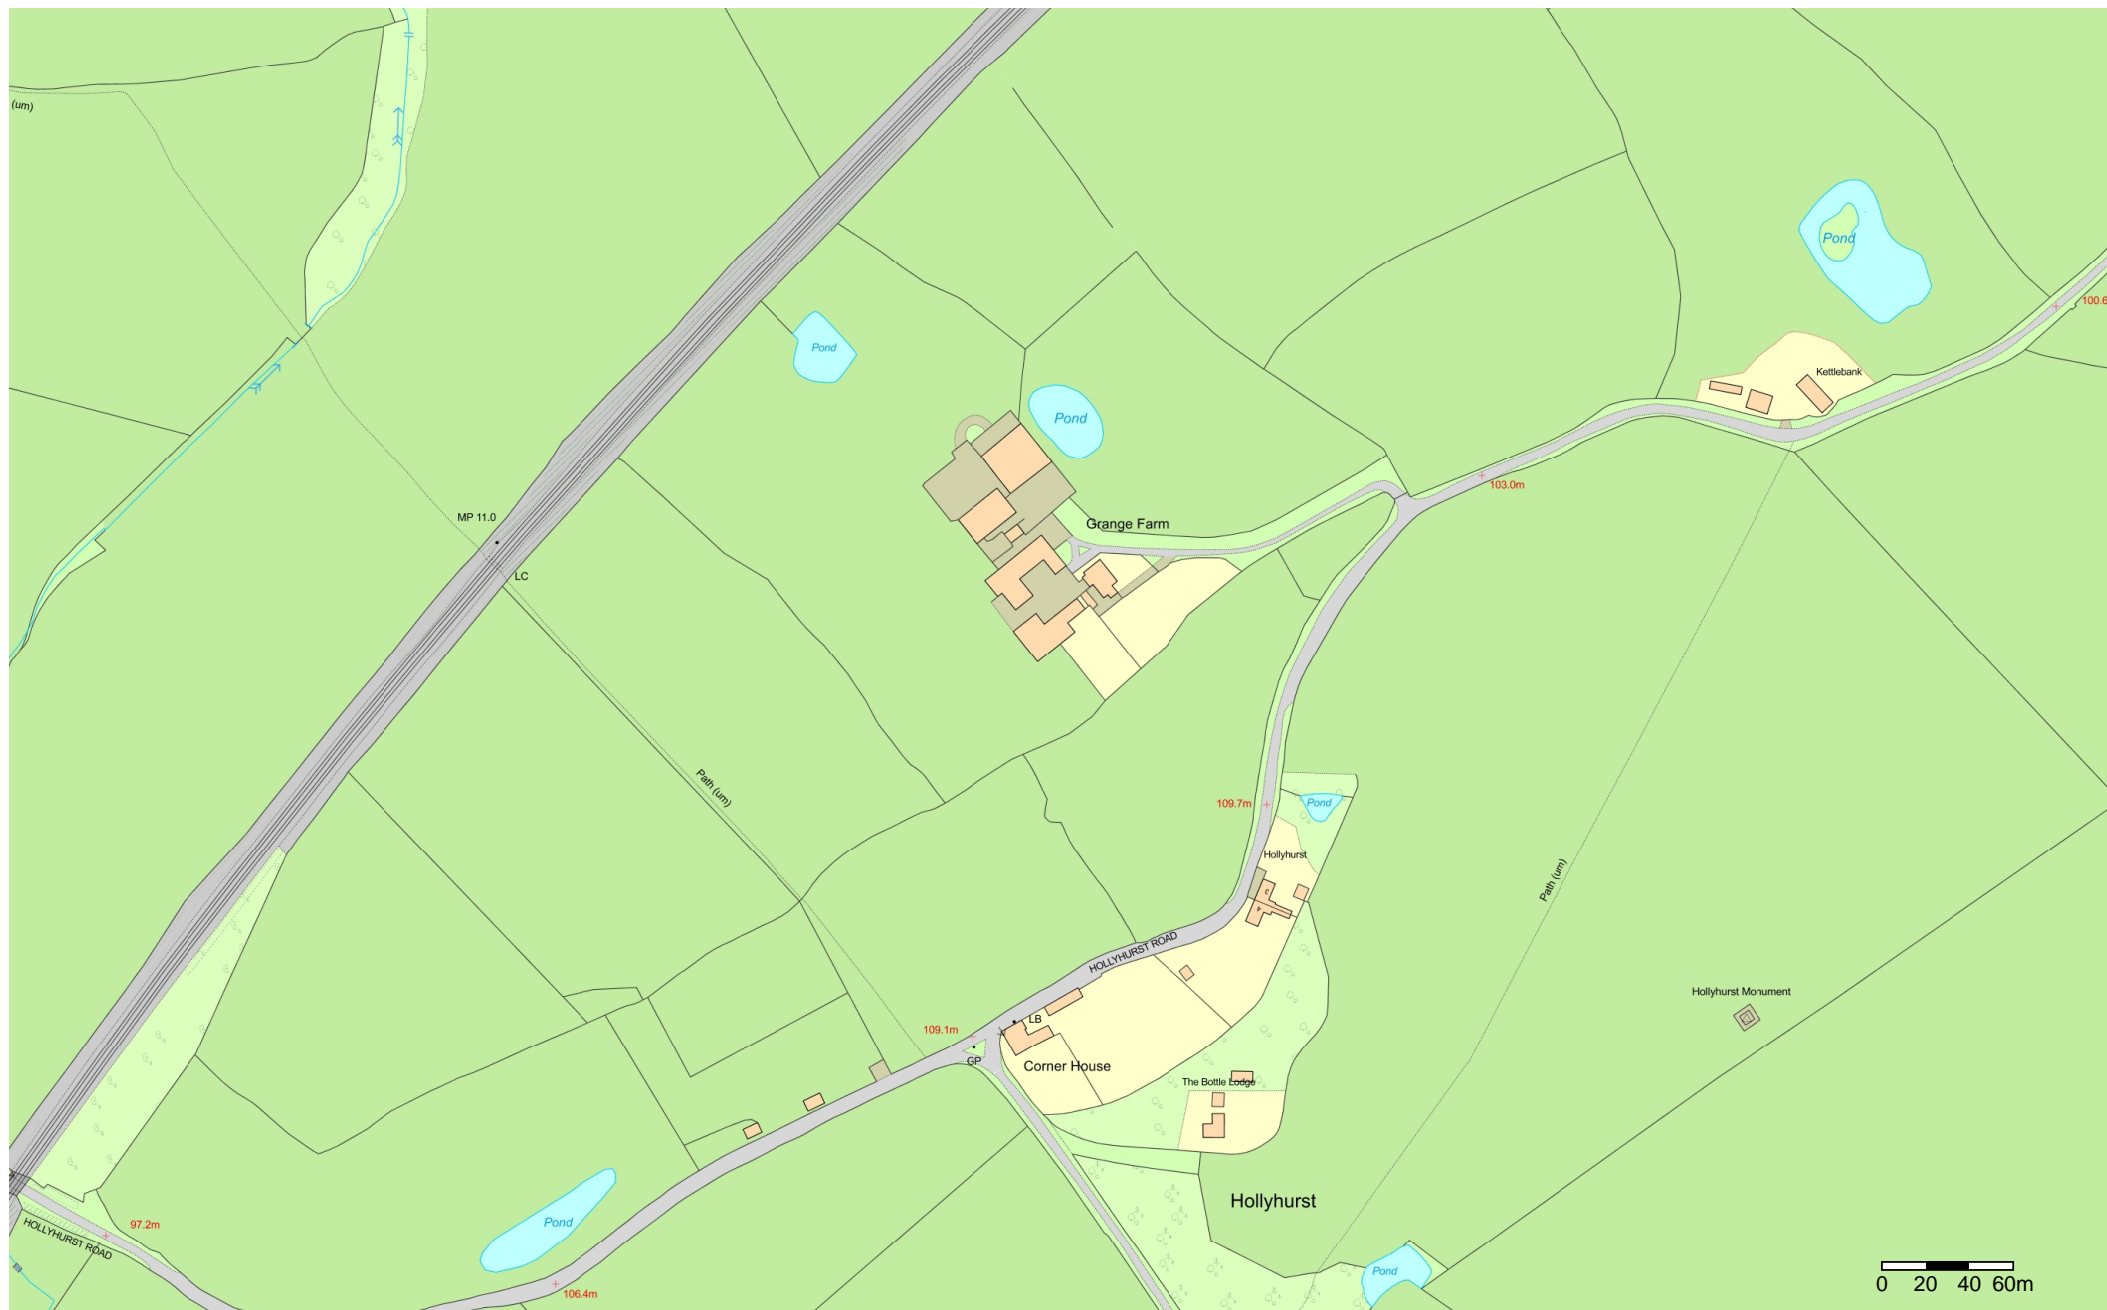 (um)
Pond
100.6
Pond
Kettlebank
Pond
103.0m
MP 11.0
Grange Farm
LC
Path (um)
109.7m
Pond
Hollyhurst
3
4
Path (um)
HOLLYHURST ROAD
Hollyhurst Monument
LB
109.1m
GP
Corner House
The Bottle Lodge
Hollyhurst
Pond
97.2m
HOLLYHURST ROAD
Pond
106.4m
0 20 40 60m